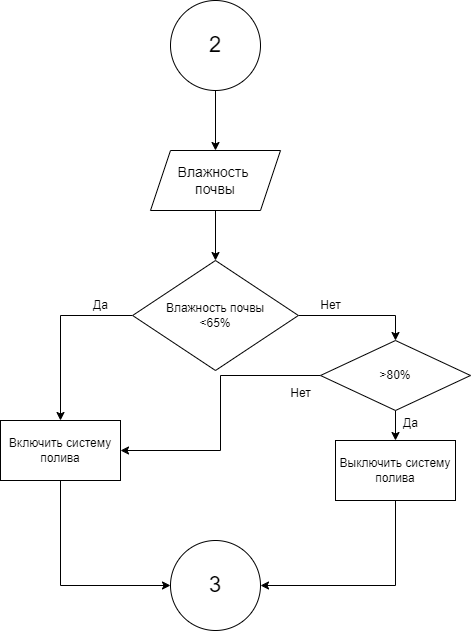 2
Влажность
почвы
Влажность почвы
<65%
Да
Нет
>80%
Нет
Да
Включить систему
полива
Выключить систему
полива
3